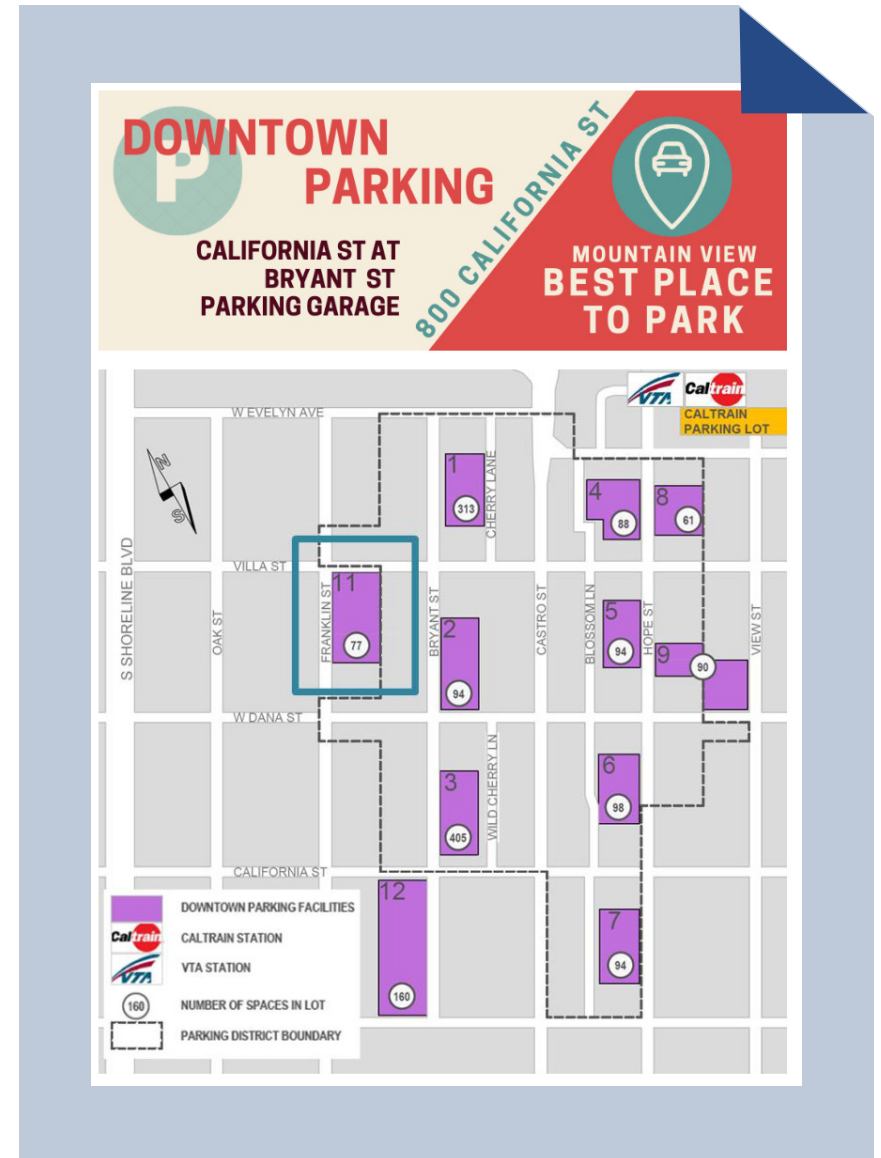 P
DOWNTOWN
PARKING
CALIFORNIA ST AT
BRYANT ST
PARKING GARAGE
800 CALIFORNIA ST
MOUNTAIN VIEW
BEST PLACE
TO PARK
VTA
Caltrain
CALTRAIN
PARKING LOT
W EVELYN AVE
N
S
1
313
CHERRY LANE
4
88
8
61
S SHORELINE BLVD
VILLA ST
OAK ST
FRANKLIN ST
11
77
BRYANT ST
2
94
CASTRO ST
BLOSSOM LN
5
94
HOPE ST
9
90
VIEW ST
W DANA ST
3
405
WILD CHERRY LN
6
98
CALIFORNIA ST
12
160
7
94
DOWNTOWN PARKING FACILITIES
Caltrain
CALTRAIN STATION
VTA
VTA STATION
160
NUMBER OF SPACES IN LOT
PARKING DISTRICT BOUNDARY